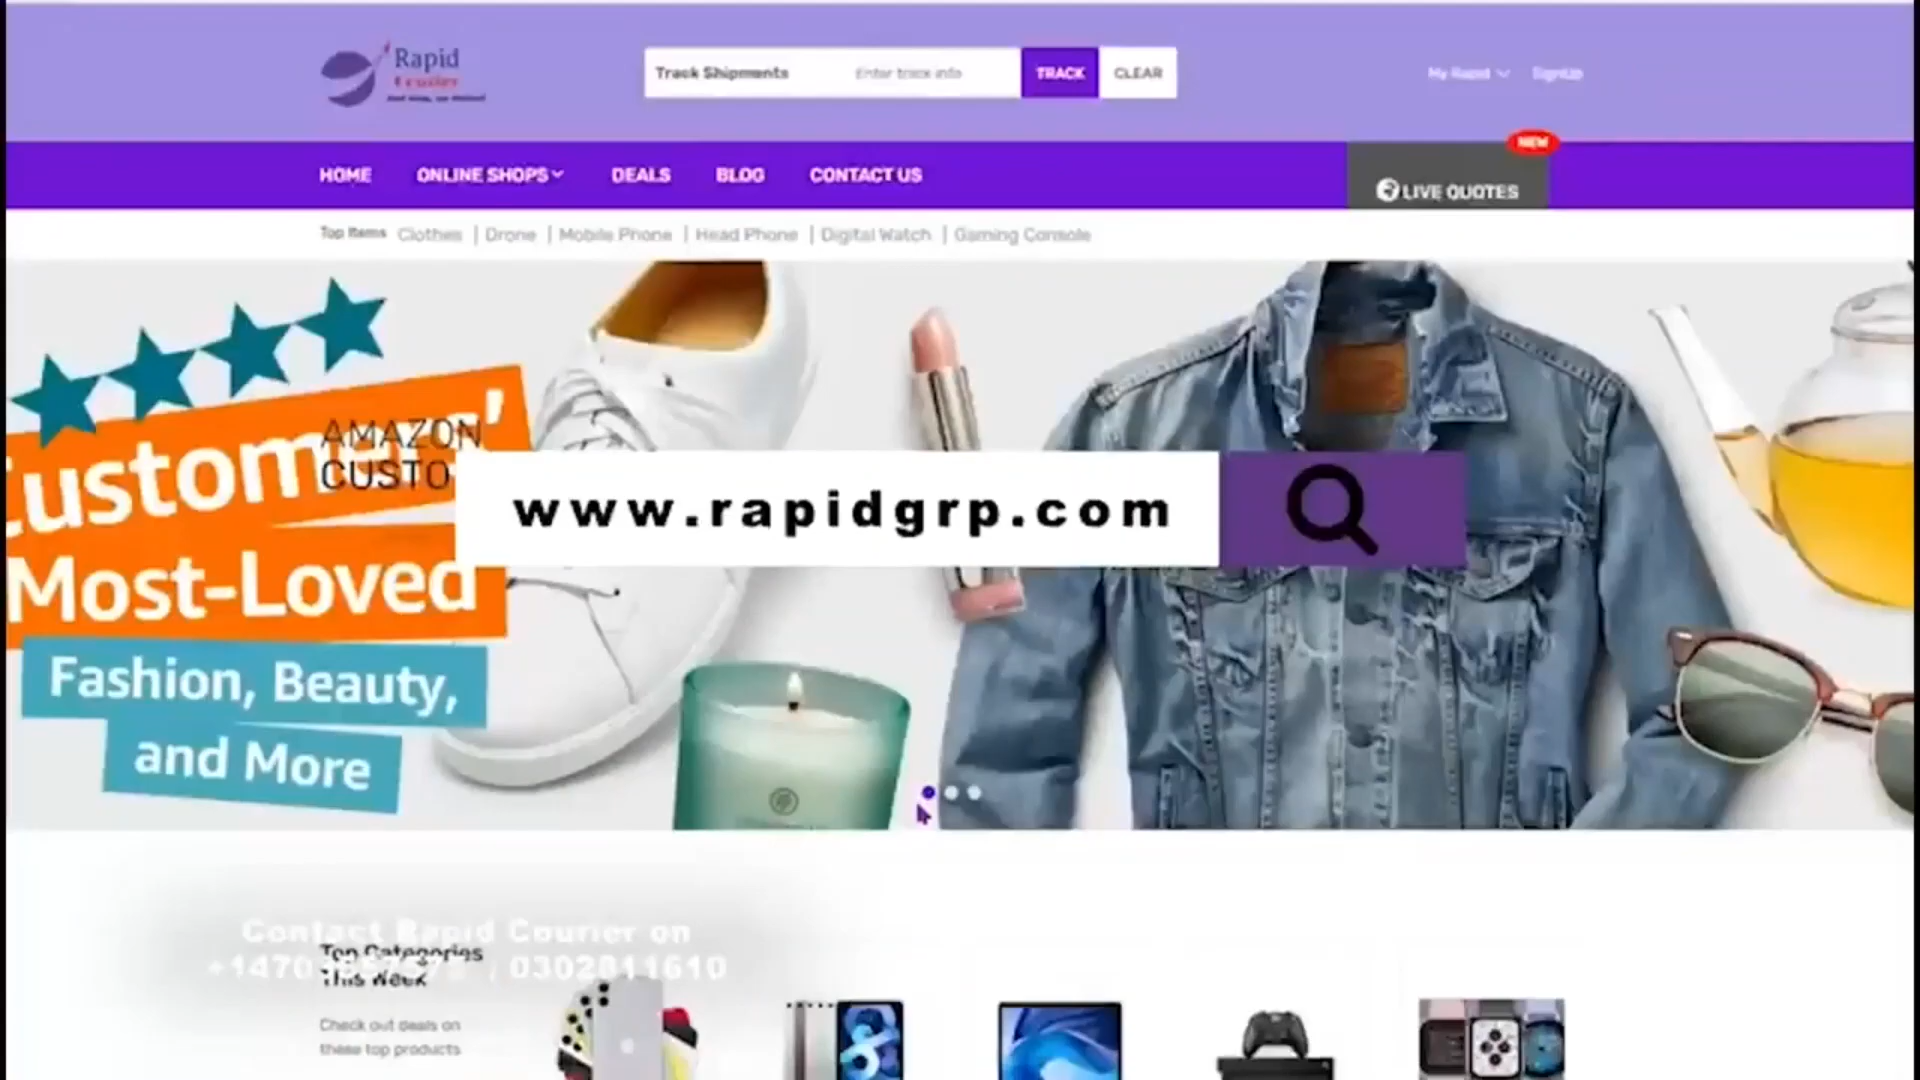 Rapid
Courier
Track Shipments Enter track info TRACK CLEAR
My Rapid SignUp
NEW
HOME ONLINE SHOPS DEALS BLOG CONTACT US LIVE QUOTES
Top Items Clothes | Drone | Mobile Phone | Head Phone | Digital Watch | Gaming Console
Customers'
Most-Loved
Fashion, Beauty,
and More
AMAZON
CUSTO
www.rapidgrp.com
Contact Rapid Courier on
, 0302811610
Top Categories
This Week
Check out deals on
these top products